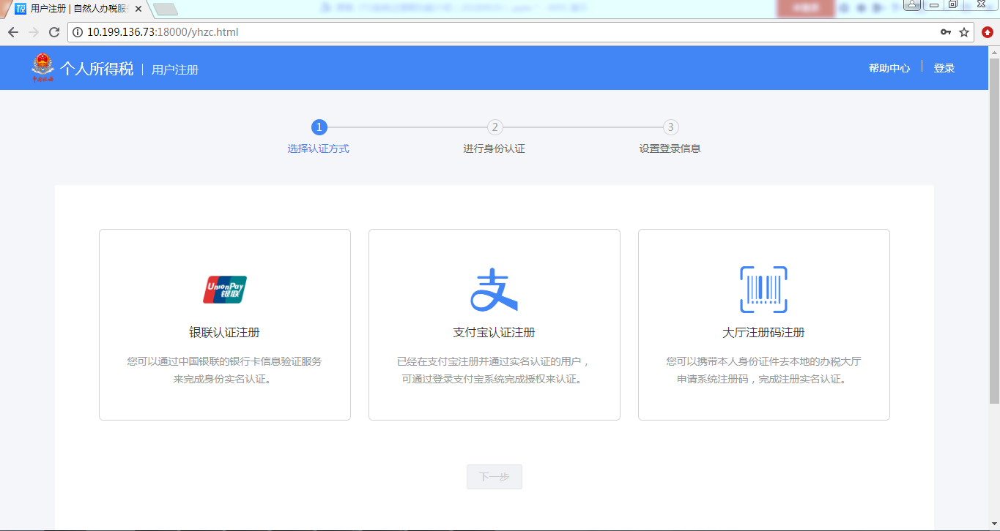 用户注册 | 自然人办税服
10.199.136.73:18000/yhzc.html
个人所得税 用户注册
帮助中心 登录
1
2
3
选择认证方式
进行身份认证
设置登录信息
UnionPay
银联
支
银联认证注册
您可以通过中国银联的银行卡信息验证服务
来完成身份实名认证。
支付宝认证注册
已经在支付宝注册并通过实名认证的用户，
可通过登录支付宝系统完成授权来认证。
大厅注册码注册
您可以携带本人身份证件去本地的办税大厅
申请系统注册码，完成注册实名认证。
下一步